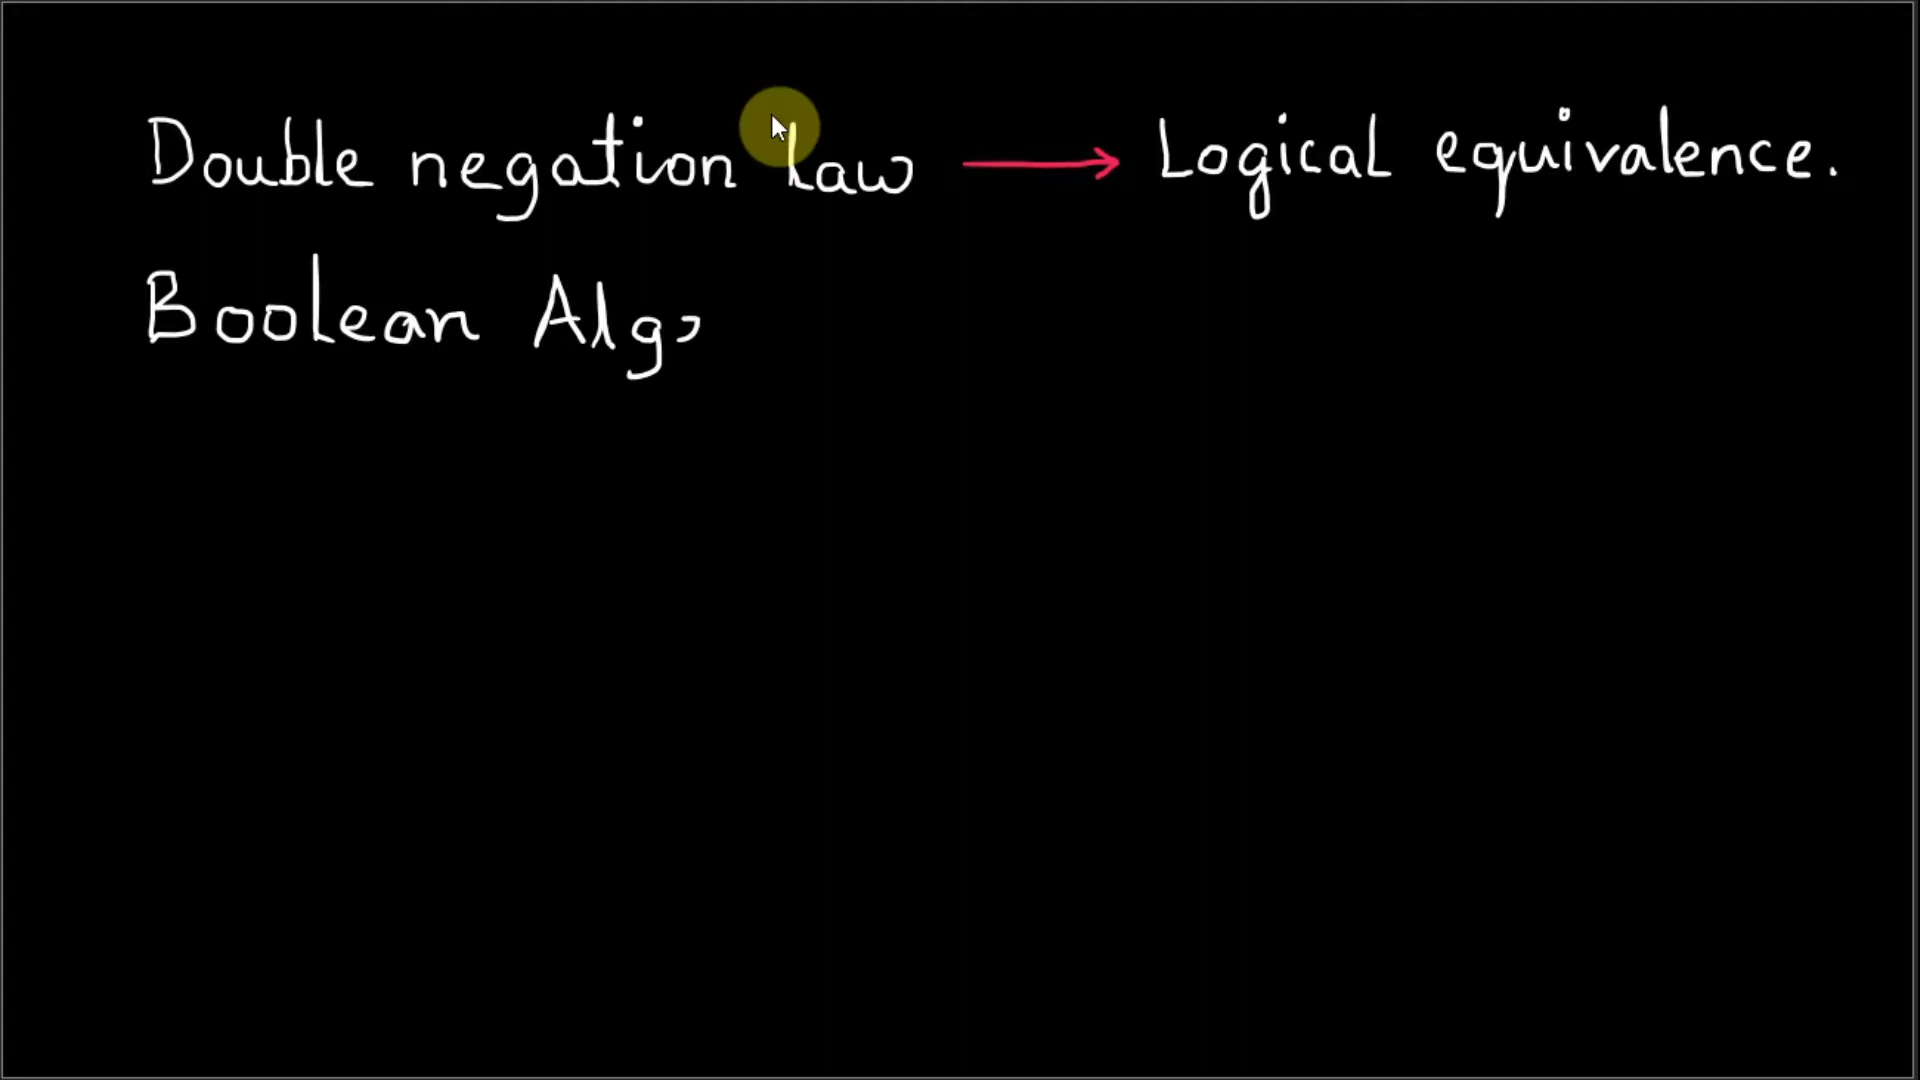 Double negation Law → Logical equivalence.
Boolean Alg